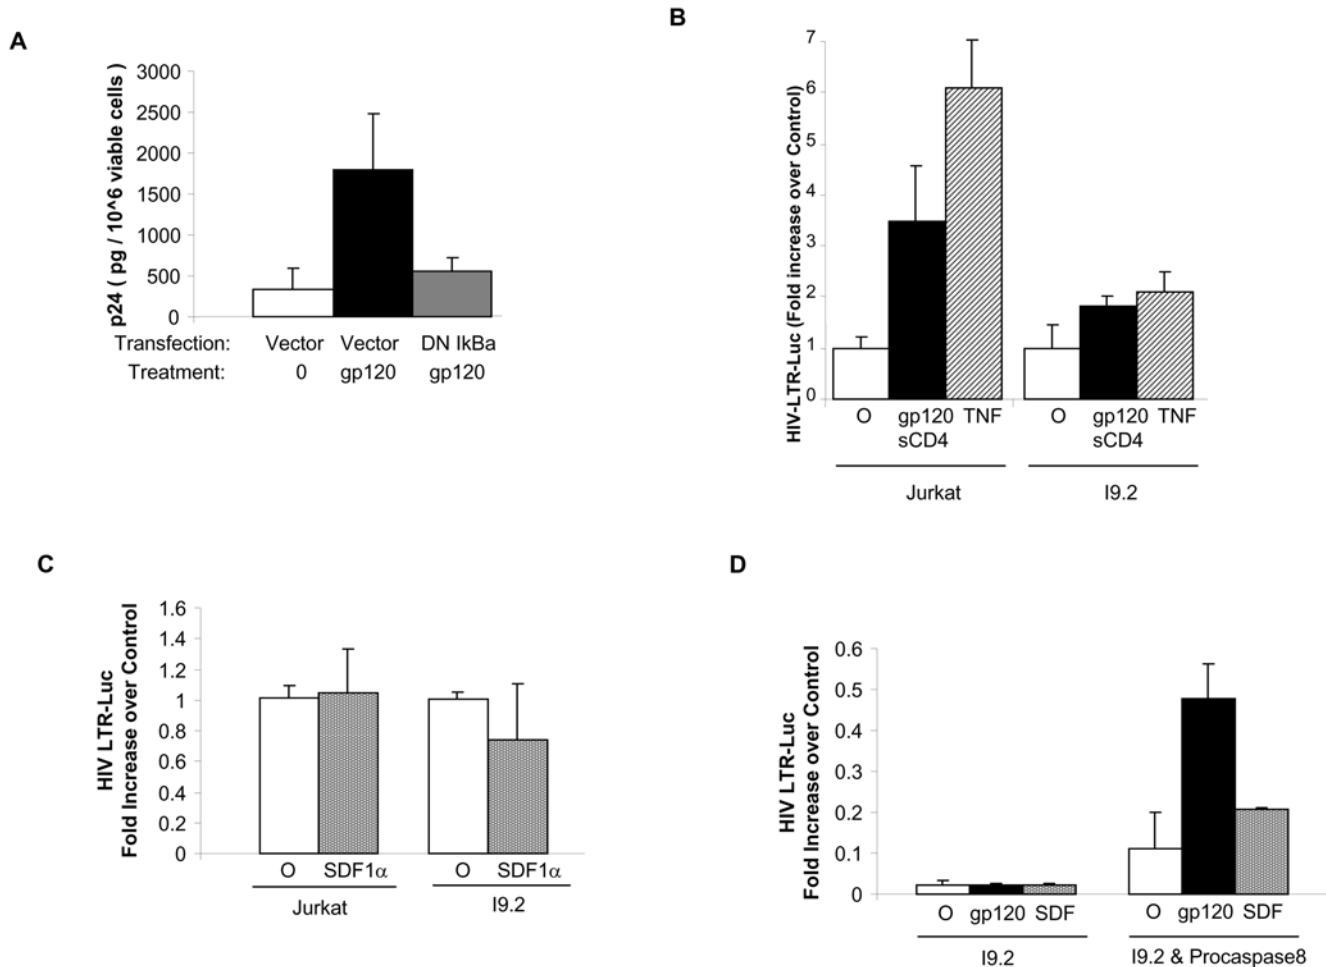 A
p24 ( pg / 10^6 viable cells )
3000
2500
2000
1500
1000
500
0
Transfection: Vector Vector DN IkBa
Treatment: 0 gp120 gp120
B
HIV-LTR-Luc (Fold increase over Control)
7
6
5
4
3
2
1
0
O gp120 TNF O gp120 TNF
sCD4 sCD4
Jurkat I9.2
C
HIV LTR-Luc
Fold Increase over Control
1.6
1.4
1.2
1
0.8
0.6
0.4
0.2
0
O SDF1α O SDF1α
Jurkat I9.2
D
HIV LTR-Luc
Fold Increase over Control
0.6
0.5
0.4
0.3
0.2
0.1
0
O gp120 SDF O gp120 SDF
I9.2 I9.2 & Procaspase8